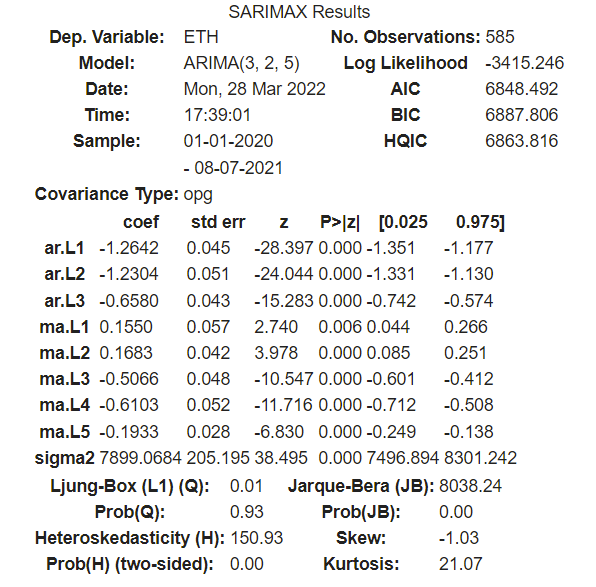 SARIMAX Results
Dep. Variable: ETH No. Observations: 585
Model: ARIMA(3, 2, 5) Log Likelihood -3415.246
Date: Mon, 28 Mar 2022 AIC 6848.492
Time: 17:39:01 BIC 6887.806
Sample: 01-01-2020 HQIC 6863.816
- 08-07-2021
Covariance Type: opg
coef std err z P>|z| [0.025 0.975]
ar.L1 -1.2642 0.045 -28.397 0.000 -1.351 -1.177
ar.L2 -1.2304 0.051 -24.044 0.000 -1.331 -1.130
ar.L3 -0.6580 0.043 -15.283 0.000 -0.742 -0.574
ma.L1 0.1550 0.057 2.740 0.006 0.044 0.266
ma.L2 0.1683 0.042 3.978 0.000 0.085 0.251
ma.L3 -0.5066 0.048 -10.547 0.000 -0.601 -0.412
ma.L4 -0.6103 0.052 -11.716 0.000 -0.712 -0.508
ma.L5 -0.1933 0.028 -6.830 0.000 -0.249 -0.138
sigma2 7899.0684 205.195 38.495 0.000 7496.894 8301.242
Ljung-Box (L1) (Q): 0.01 Jarque-Bera (JB): 8038.24
Prob(Q): 0.93 Prob(JB): 0.00
Heteroskedasticity (H): 150.93 Skew: -1.03
Prob(H) (two-sided): 0.00 Kurtosis: 21.07